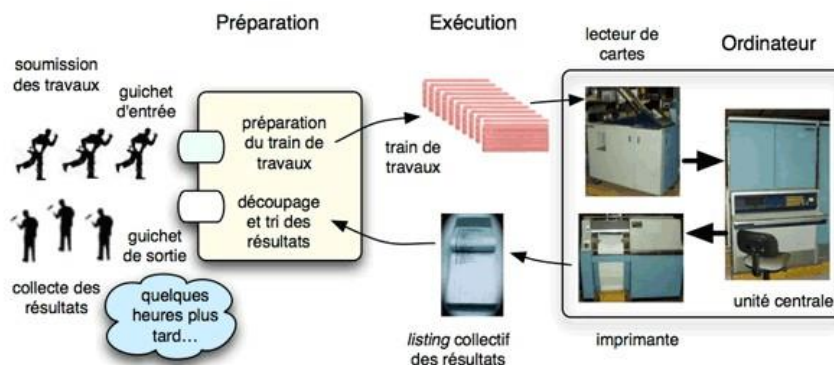 Préparation
Exécution
Ordinateur
soumission
des travaux
guichet
d'entrée
préparation
du train de
travaux
train de
travaux
lecteur de
cartes
découpage
et tri des
résultats
guichet
de sortie
collecte des
résultats
quelques
heures plus
tard...
listing collectif
des résultats
imprimante
unité centrale